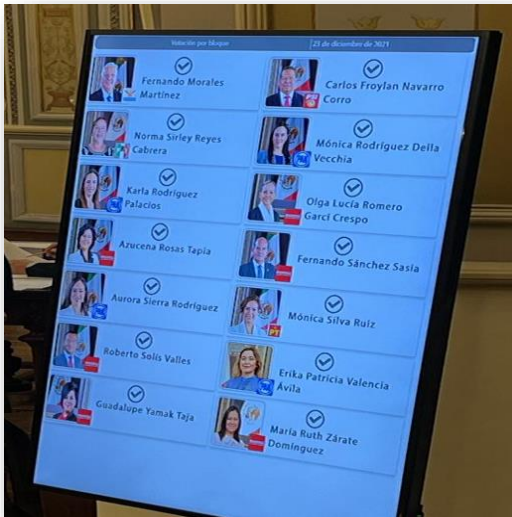 Votación por bloque
23 de diciembre de 2021
Fernando Morales
Martínez
Carlos Froylan Navarro
Corro
Norma Sirley Reyes
Cabrera
Mónica Rodríguez Della
Vecchia
Karla Rodríguez
Palacios
Olga Lucía Romero
Garci Crespo
Azucena Rosas Tapia
Fernando Sánchez Sasia
Aurora Sierra Rodríguez
Mónica Silva Ruiz
PT
Roberto Solís Valles
Erika Patricia Valencia
Ávila
Guadalupe Yamak Taja
María Ruth Zárate
Domínguez